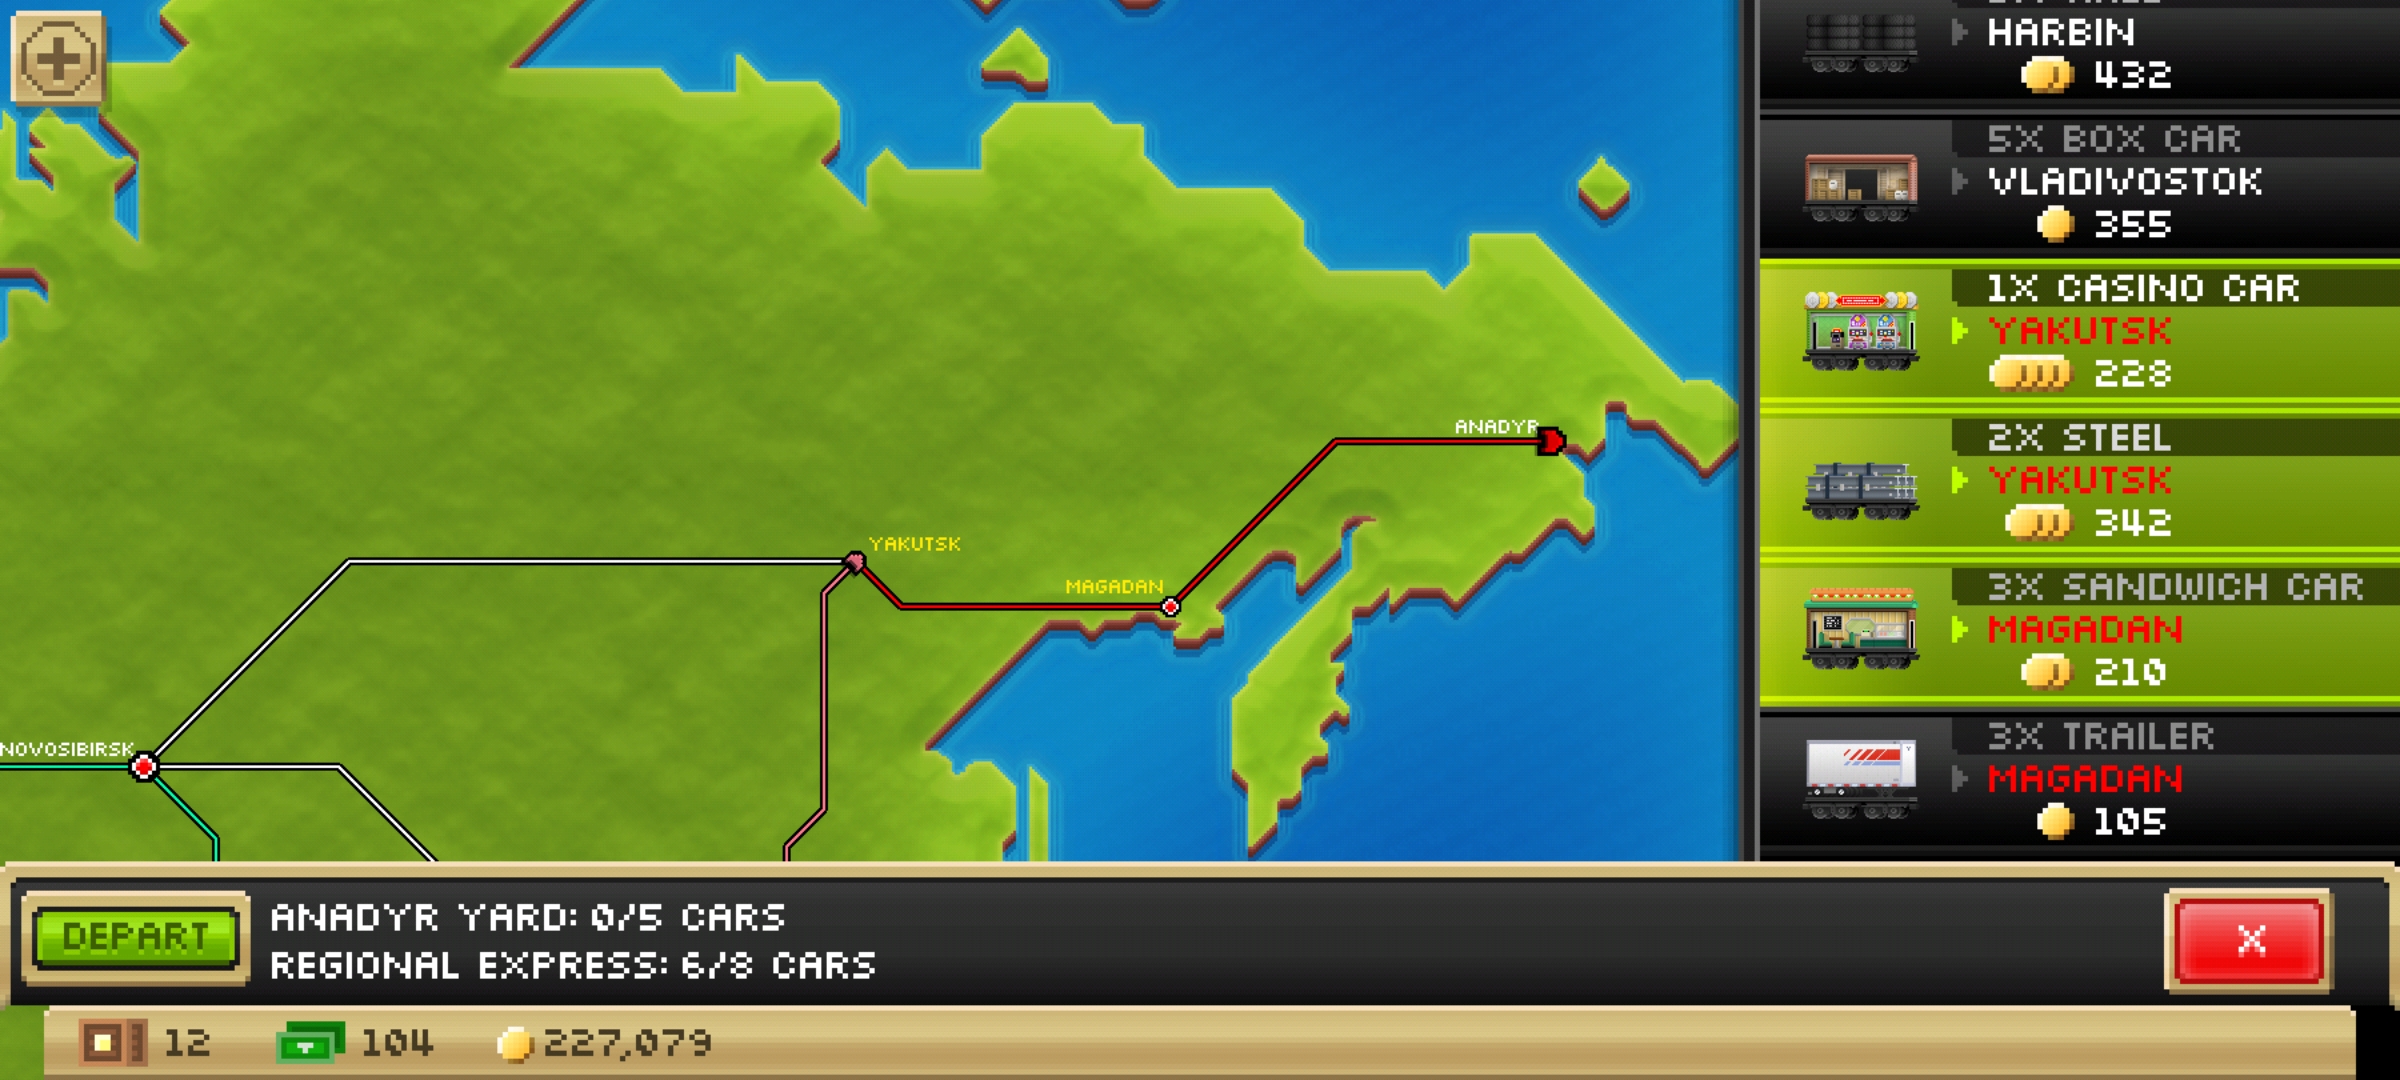 HARBIN
432
5X BOX CAR
VLADIVOSTOK
355
1X CASINO CAR
YAKUTSK
228
2X STEEL
YAKUTSK
342
3X SANDWICH CAR
MAGADAN
210
3X TRAILER
MAGADAN
105
ANADYR
YAKUTSK
MAGADAN
NOVOSIBIRSK
DEPART
ANADYR YARD: 0/5 CARS
REGIONAL EXPRESS: 6/8 CARS
X
12
104
227,079